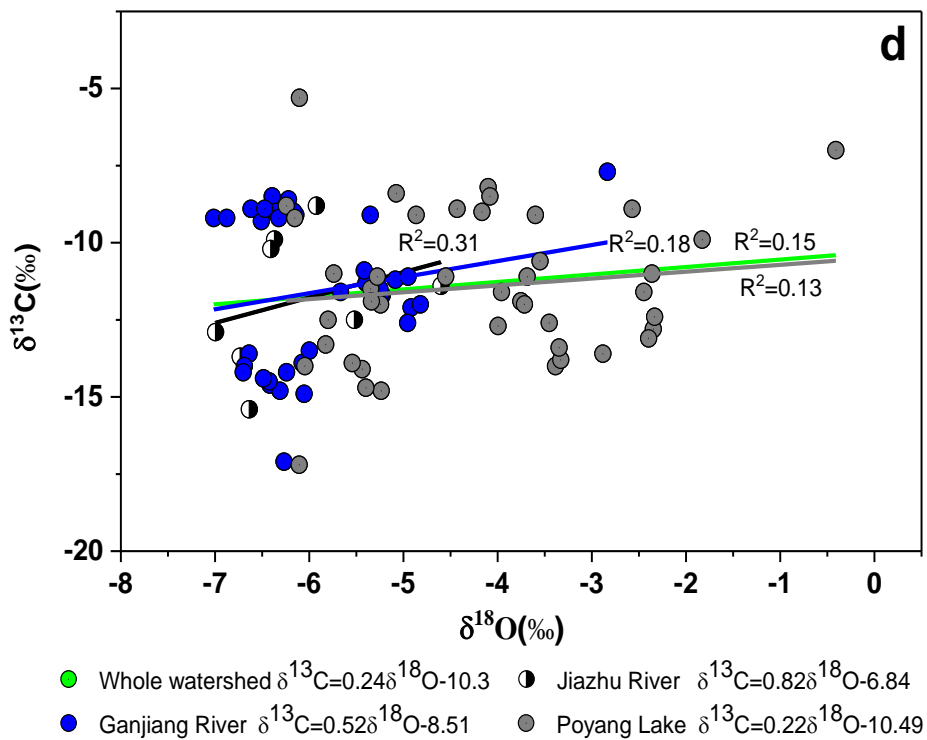 d
-5
-10
-15
-20
δ¹³C(‰)
R²=0.31
R²=0.18
R²=0.15
R²=0.13
-8 -7 -6 -5 -4 -3 -2 -1 0
δ¹⁸O(‰)
Whole watershed δ¹³C=0.24δ¹⁸O-10.3
Jiazhu River δ¹³C=0.82δ¹⁸O-6.84
Ganjiang River δ¹³C=0.52δ¹⁸O-8.51
Poyang Lake δ¹³C=0.22δ¹⁸O-10.49